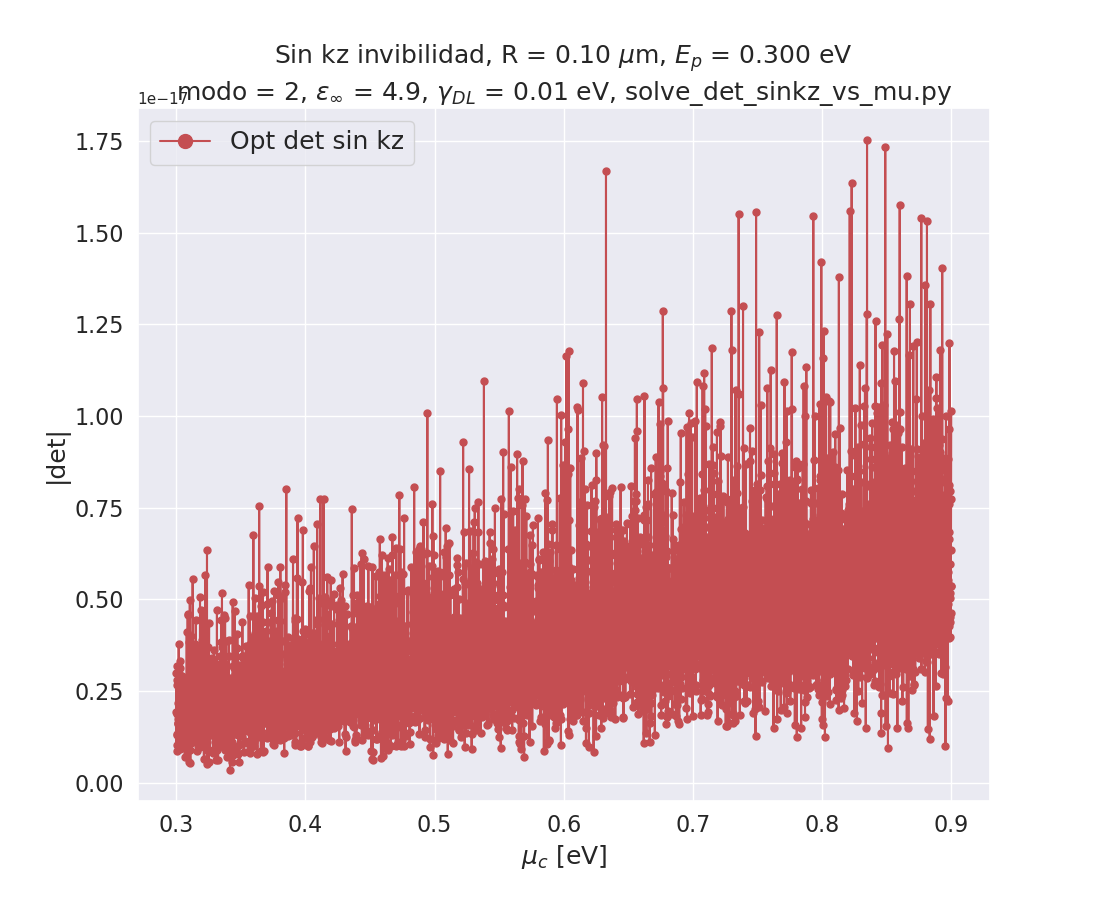 Sin kz invibilidad, R = 0.10 μm, E_p = 0.300 eV
modo = 2, ε_∞ = 4.9, γ_DL = 0.01 eV, solve_det_sinkz_vs_mu.py
1e−17
Opt det sin kz
1.75
1.50
1.25
1.00
0.75
0.50
0.25
0.00
|det|
0.3 0.4 0.5 0.6 0.7 0.8 0.9
μ_c [eV]